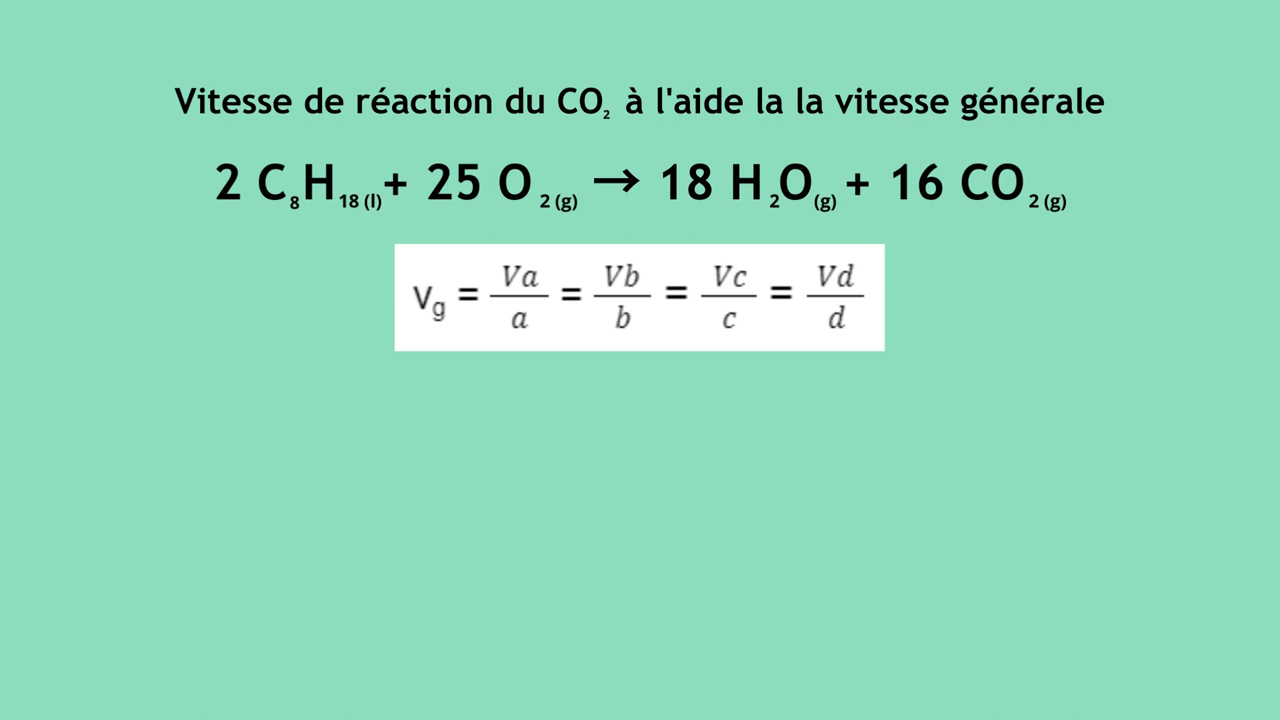 Vitesse de réaction du CO₂ à l'aide la la vitesse générale
2 C₈H₁₈ ₍ₗ₎+ 25 O ₂ (g) → 18 H₂O(g) + 16 CO₂ (g)
Vg = Va/a = Vb/b = Vc/c = Vd/d